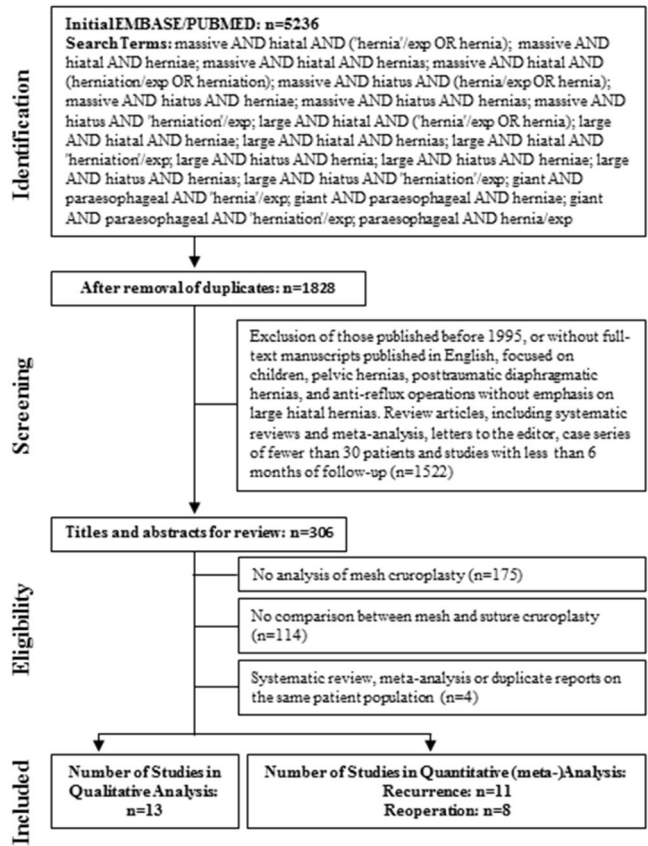 Identification
Initial EMBASE/PUBMED: n=5236
Search Terms: massive AND hiatal AND ('hernia'/exp OR hernia); massive AND
hiatal AND herniae; massive AND hiatal AND hernias; massive AND hiatal AND
(herniation/exp OR herniation); massive AND hiatus AND (hernia/exp OR hernia);
massive AND hiatus AND herniae; massive AND hiatus AND hernias; massive AND
hiatus AND 'herniation'/exp; large AND hiatal AND ('hernia'/exp OR hernia); large
AND hiatal AND herniae; large AND hiatal AND hernias; large AND hiatal AND
'herniation'/exp; large AND hiatus AND hernia; large AND hiatus AND herniae; large
AND hiatus AND hernias; large AND hiatus AND 'herniation'/exp; giant AND
paraesophageal AND 'hernia'/exp; giant AND paraesophageal AND herniae; giant
AND paraesophageal AND 'herniation'/exp; paraesophageal AND hernia/exp
After removal of duplicates: n=1828
Screening
Exclusion of those published before 1995, or without full-
text manuscripts published in English, focused on
children, pelvic hernias, posttraumatic diaphragmatic
hernias, and anti-reflux operations without emphasis on
large hiatal hernias. Review articles, including systematic
reviews and meta-analysis, letters to the editor, case series
of fewer than 30 patients and studies with less than 6
months of follow-up (n=1522)
Titles and abstracts for review: n=306
Eligibility
No analysis of mesh cruroplasty (n=175)
No comparison between mesh and suture cruroplasty
(n=114)
Systematic review, meta-analysis or duplicate reports on
the same patient population (n=4)
Included
Number of Studies in
Qualitative Analysis:
n=13
Number of Studies in Quantitative (meta-)Analysis:
Recurrence: n=11
Reoperation: n=8